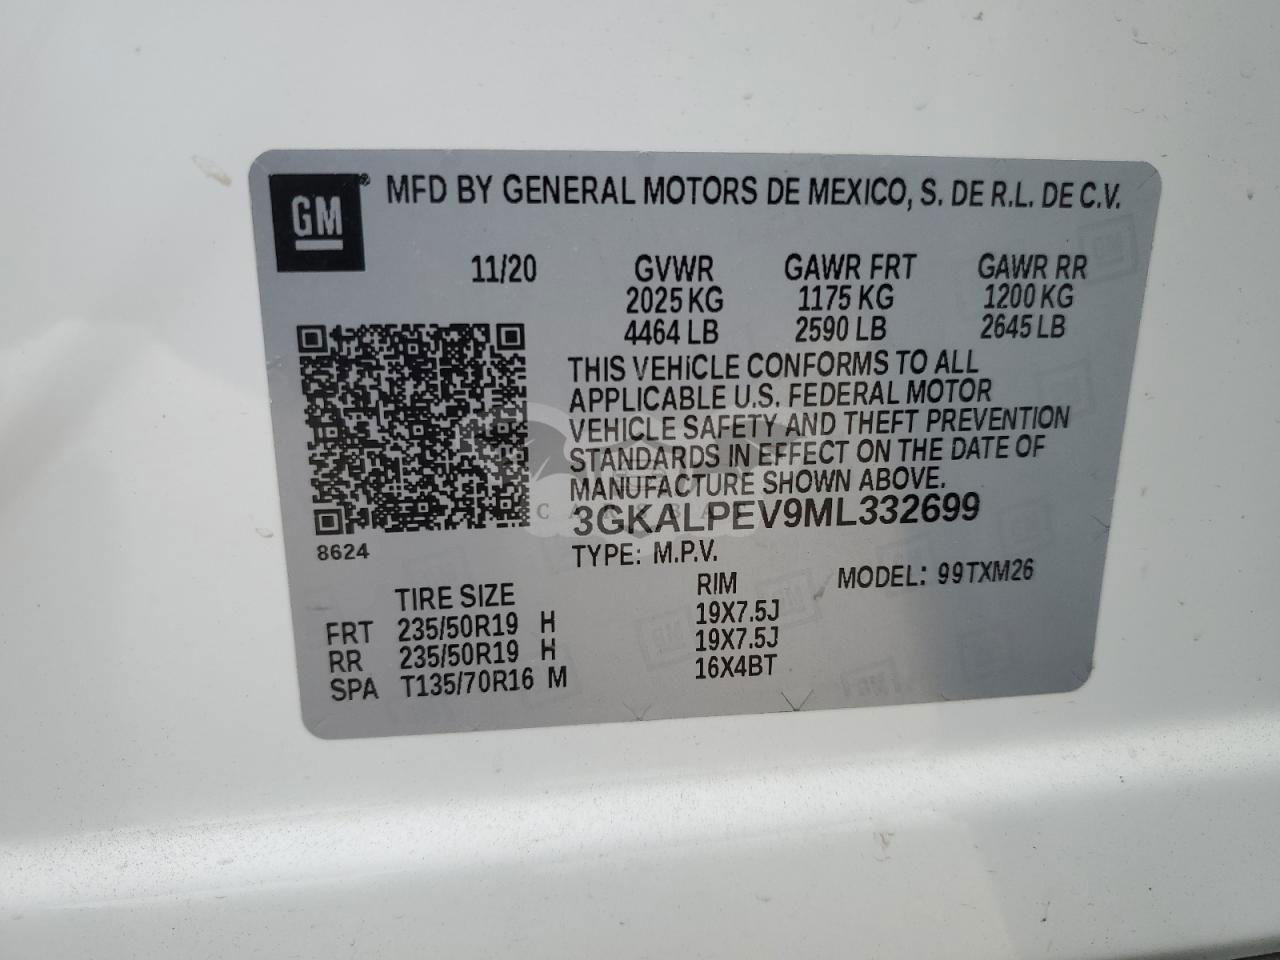 GM® MFD BY GENERAL MOTORS DE MEXICO, S. DE R.L. DE C.V.
11/20 GVWR GAWR FRT GAWR RR
2025 KG 1175 KG 1200 KG
4464 LB 2590 LB 2645 LB
THIS VEHICLE CONFORMS TO ALL
APPLICABLE U.S. FEDERAL MOTOR
VEHICLE SAFETY AND THEFT PREVENTION
STANDARDS IN EFFECT ON THE DATE OF
MANUFACTURE SHOWN ABOVE.
3GKALPEV9ML332699
8624 TYPE: M.P.V.
MODEL: 99TXM26
TIRE SIZE RIM
FRT 235/50R19 H 19X7.5J
RR 235/50R19 H 19X7.5J
SPA T135/70R16 M 16X4BT